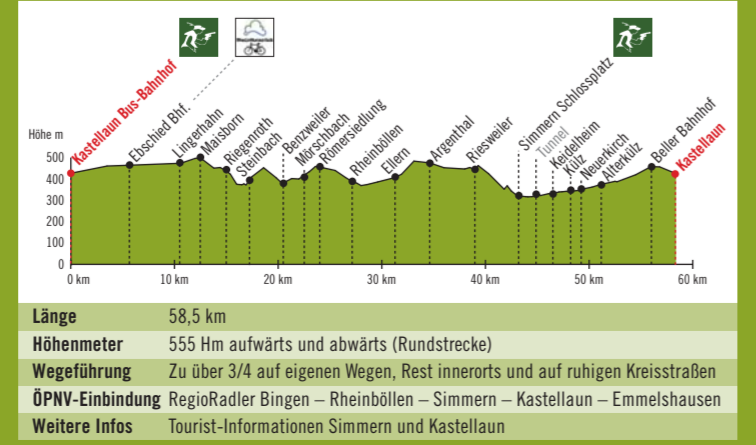 Höhe m
500
400
300
200
100
0
Kastellaun Bus-Bahnhof
Ebschied Bhf.
Lingerhahn
Maisborn
Riegenroth
Steinbach
Benzweiler
Mörschbach
Römersiedlung
Rheinböllen
Ellern
Argenthal
Riesweiler
Simmern Schlossplatz
Tunnel
Keidelheim
Külz
Neuerkirch
Alterkülz
Beller Bahnhof
Kastellaun
0 km
10 km
20 km
30 km
40 km
50 km
60 km
Länge 58,5 km
Höhenmeter 555 Hm aufwärts und abwärts (Rundstrecke)
Wegeführung Zu über 3/4 auf eigenen Wegen, Rest innerorts und auf ruhigen Kreisstraßen
ÖPNV-Einbindung RegioRadler Bingen – Rheinböllen – Simmern – Kastellaun – Emmelshausen
Weitere Infos Tourist-Informationen Simmern und Kastellaun